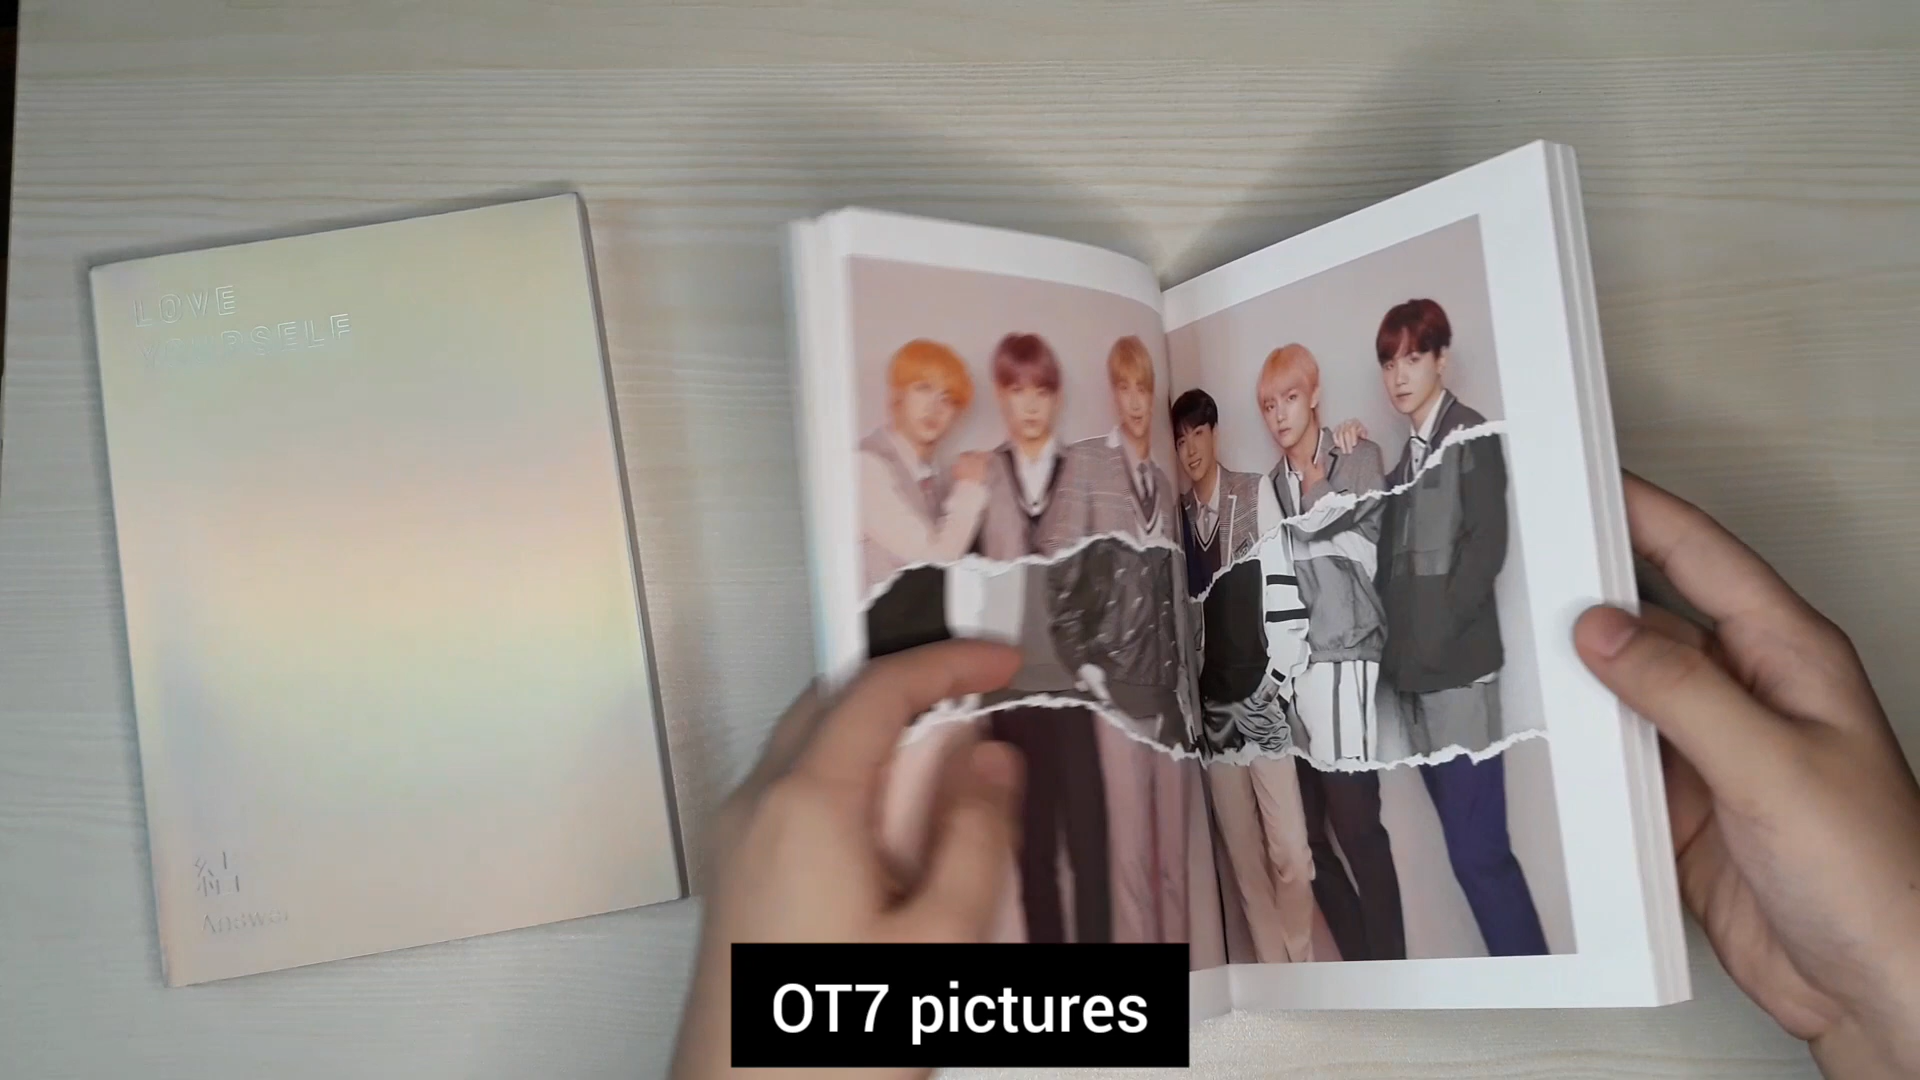 LOVE
YOURSELF
結
Answer
OT7 pictures